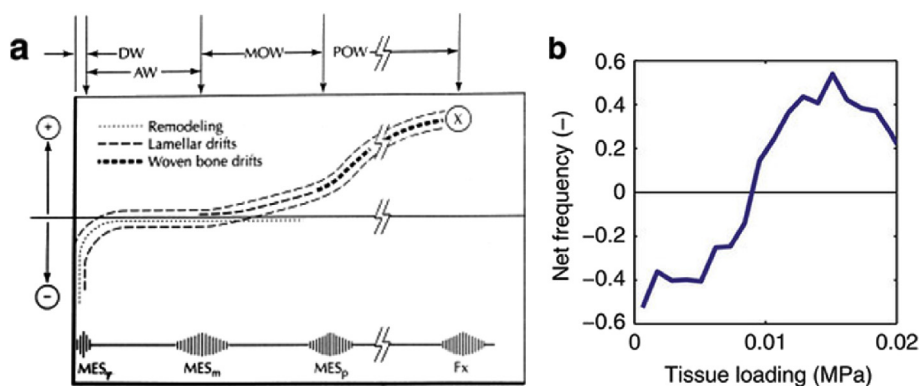 a
DW
MOW
POW
AW
+
Remodeling
Lamellar drifts
Woven bone drifts
X
−
MESr
MESm
MESp
Fx
b
0.6
0.4
0.2
0
−0.2
−0.4
−0.6
0
0.01
0.02
Net frequency (−)
Tissue loading (MPa)